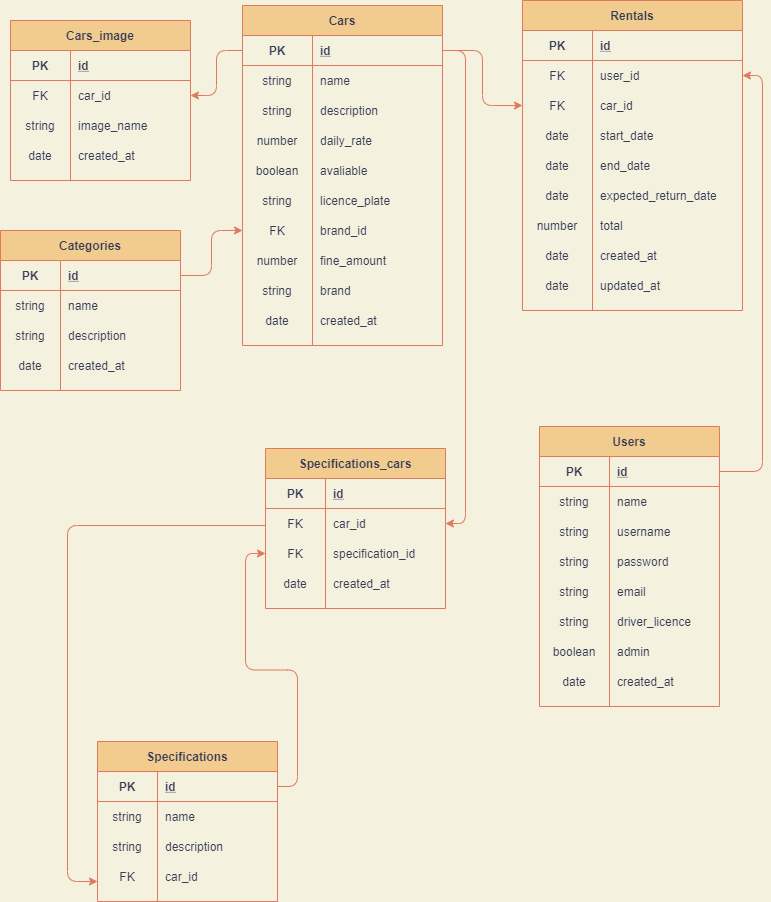 Cars_image
PK id
FK car_id
string image_name
date created_at
Cars
PK id
string name
string description
number daily_rate
boolean avaliable
string licence_plate
FK brand_id
number fine_amount
string brand
date created_at
Rentals
PK id
FK user_id
FK car_id
date start_date
date end_date
date expected_return_date
number total
date created_at
date updated_at
Categories
PK id
string name
string description
date created_at
Specifications_cars
PK id
FK car_id
FK specification_id
date created_at
Users
PK id
string name
string username
string password
string email
string driver_licence
boolean admin
date created_at
Specifications
PK id
string name
string description
FK car_id